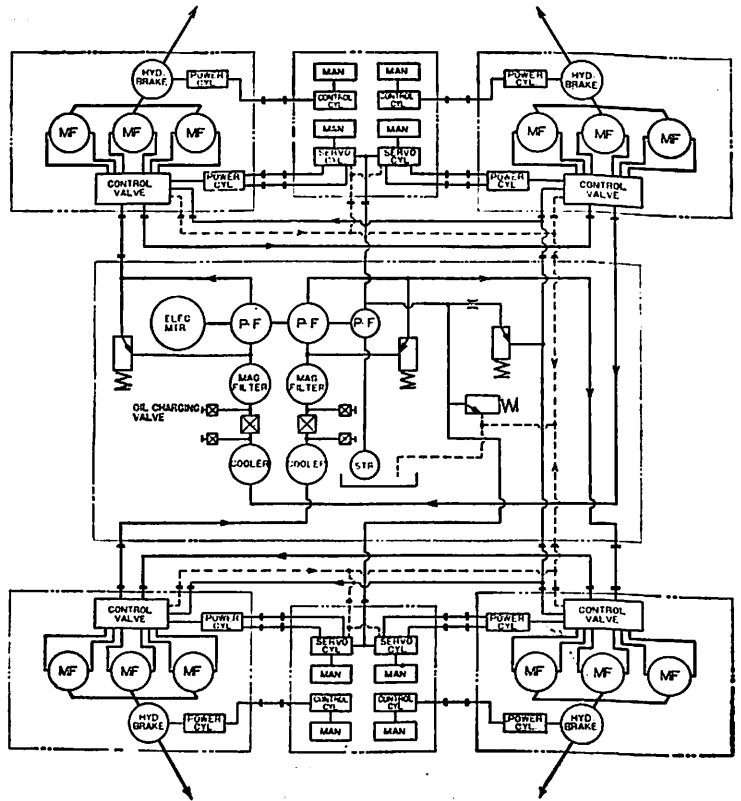 HYD.
BRAKE
POWER
CYL
MAN
MAN
POWER
CYL
HYD.
BRAKE
CONTROL
CYL
CONTROL
CYL
MF
MF
MF
MAN
MAN
MF
MF
MF
SERVO
CYL
SERVO
CYL
CONTROL
VALVE
POWER
CYL
POWER
CYL
CONTROL
VALVE
ELEC
MTR
P-F
P-F
P-F
MAG
FILTER
MAG
FILTER
OIL CHARGING
VALVE
COOLER
COOLER
STR
CONTROL
VALVE
POWER
CYL
SERVO
CYL
SERVO
CYL
POWER
CYL
CONTROL
VALVE
MF
MF
MF
MAN
MAN
MF
MF
MF
CONTROL
CYL
CONTROL
CYL
HYD
BRAKE
POWER
CYL
MAN
MAN
POWER
CYL
HYD
BRAKE